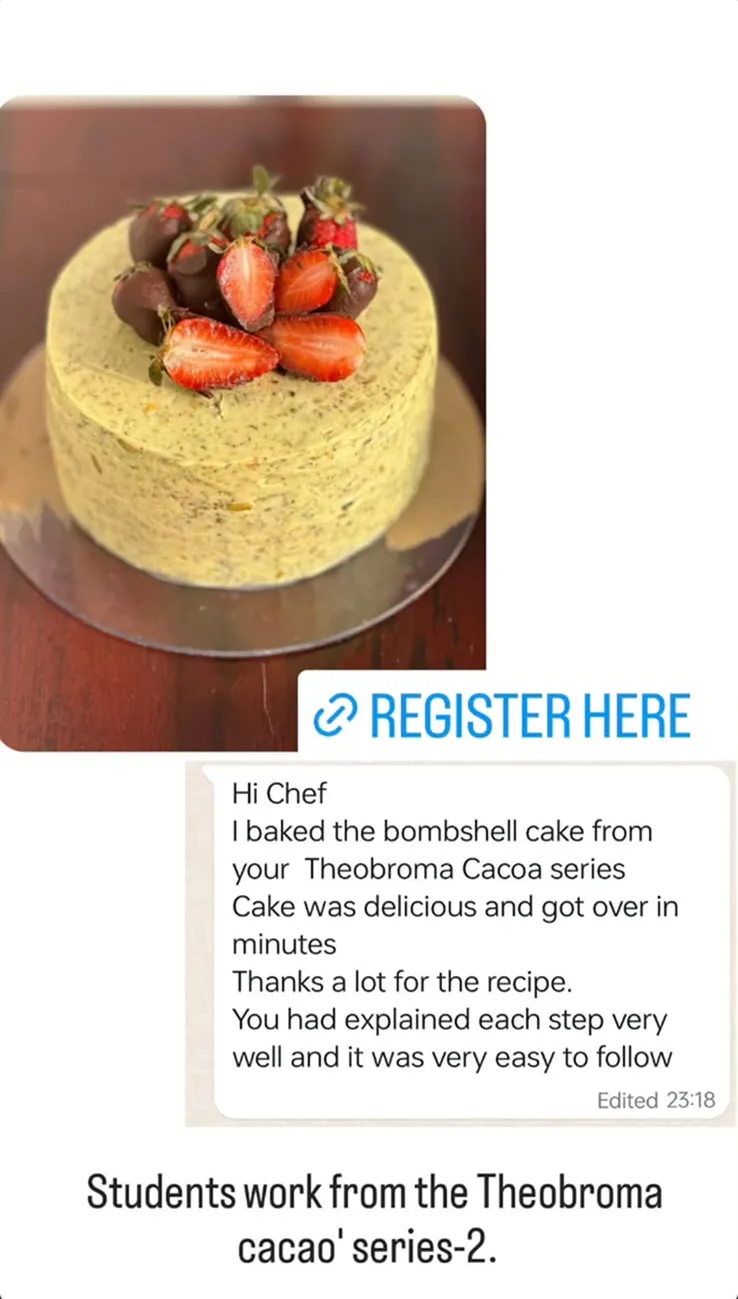 REGISTER HERE
Hi Chef
I baked the bombshell cake from
your  Theobroma Cacoa series
Cake was delicious and got over in
minutes
Thanks a lot for the recipe.
You had explained each step very
well and it was very easy to follow
Edited 23:18
Students work from the Theobroma
cacao' series-2.